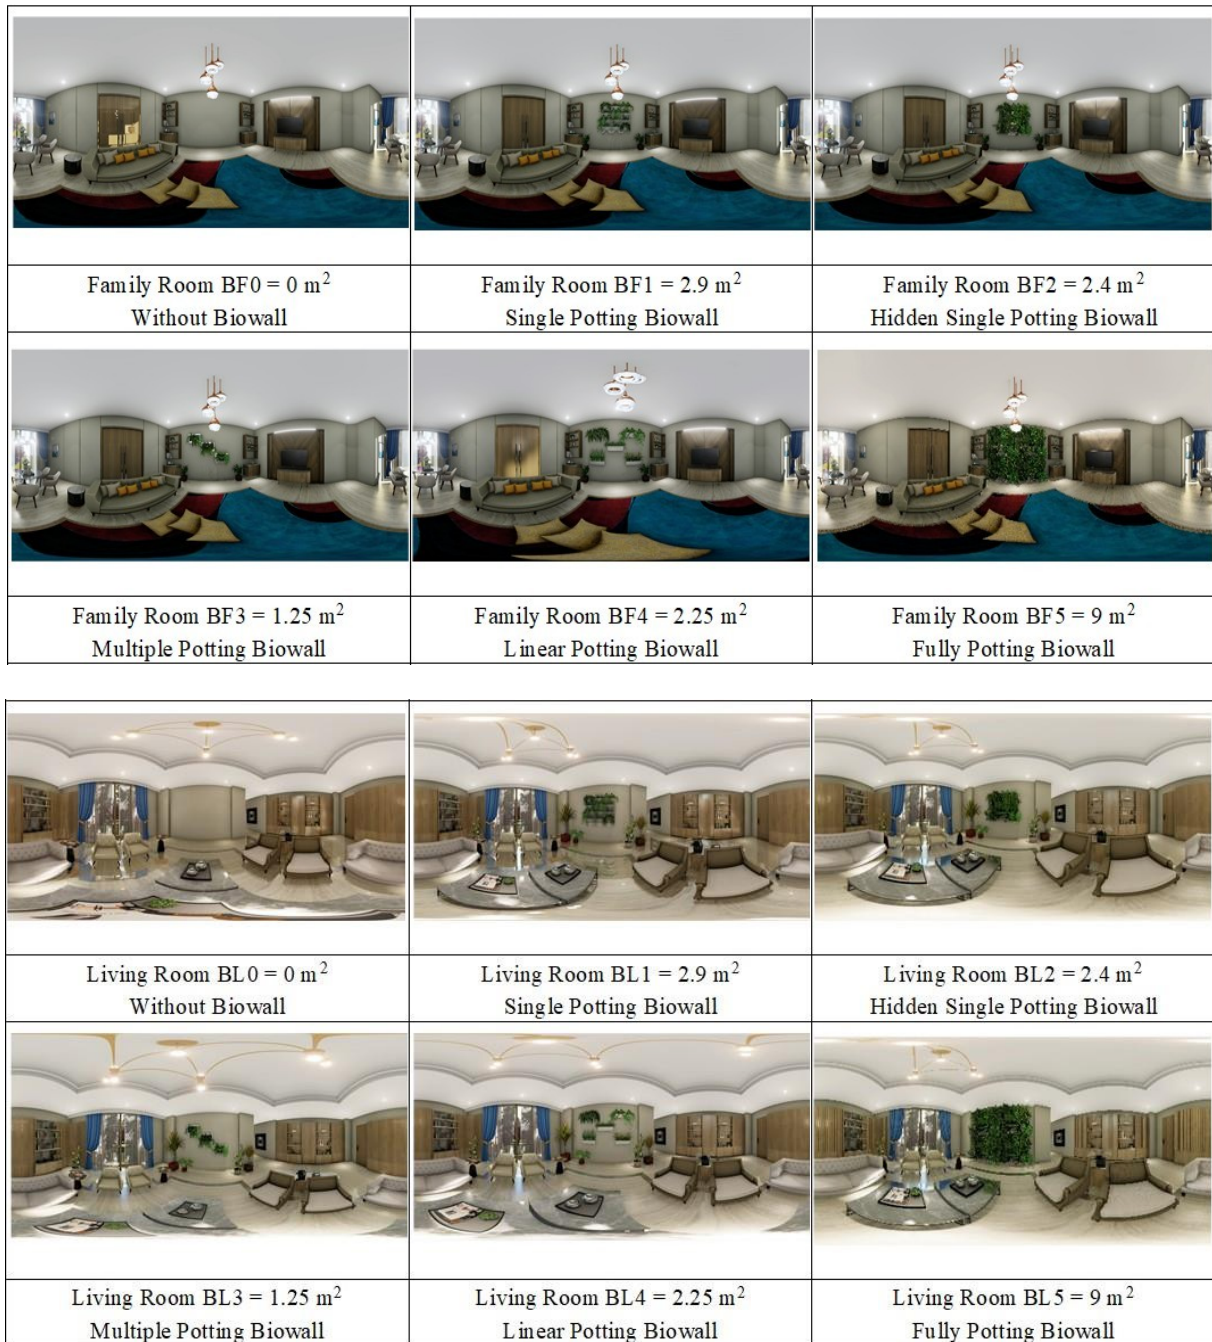 Family Room BF0 = 0 m²
Without Biowall
Family Room BF1 = 2.9 m²
Single Potting Biowall
Family Room BF2 = 2.4 m²
Hidden Single Potting Biowall
Family Room BF3 = 1.25 m²
Multiple Potting Biowall
Family Room BF4 = 2.25 m²
Linear Potting Biowall
Family Room BF5 = 9 m²
Fully Potting Biowall
Living Room BL0 = 0 m²
Without Biowall
Living Room BL1 = 2.9 m²
Single Potting Biowall
Living Room BL2 = 2.4 m²
Hidden Single Potting Biowall
Living Room BL3 = 1.25 m²
Multiple Potting Biowall
Living Room BL4 = 2.25 m²
Linear Potting Biowall
Living Room BL5 = 9 m²
Fully Potting Biowall